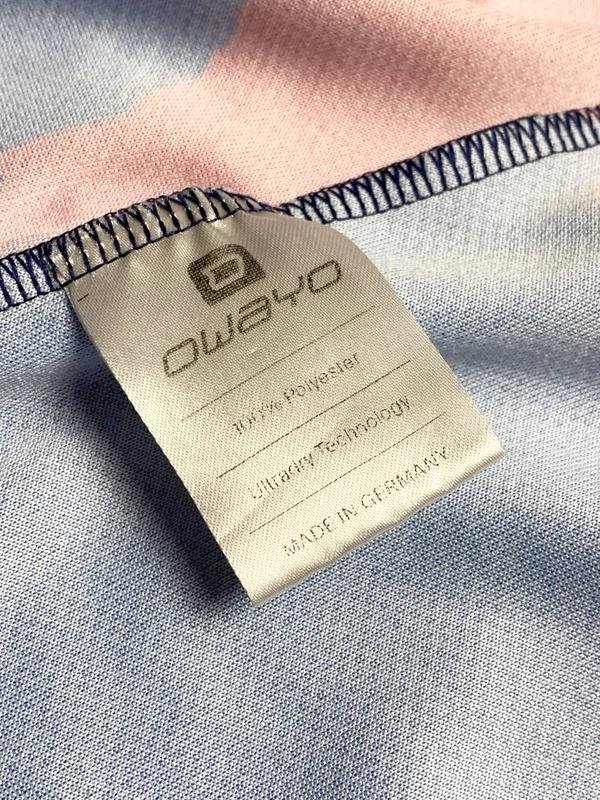 owayo
100% Polyester
Ultradry Technology
MADE IN GERMANY